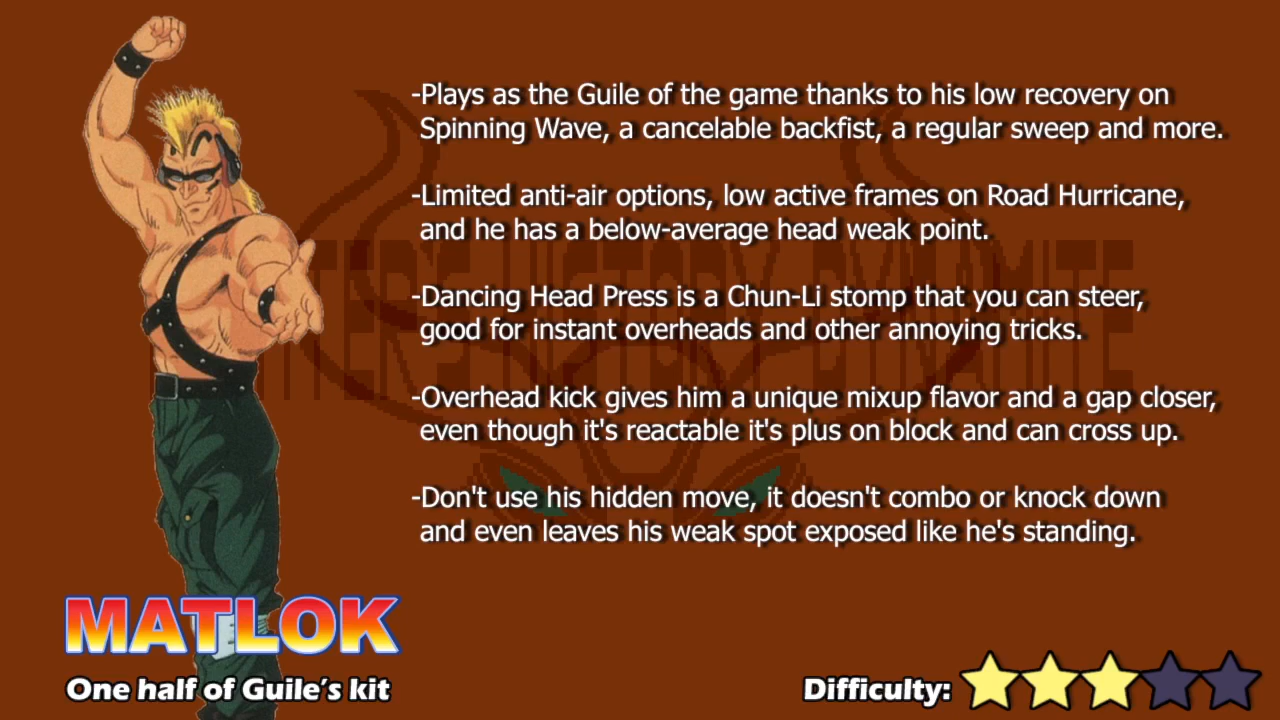 -Plays as the Guile of the game thanks to his low recovery on
Spinning Wave, a cancelable backfist, a regular sweep and more.
-Limited anti-air options, low active frames on Road Hurricane,
and he has a below-average head weak point.
-Dancing Head Press is a Chun-Li stomp that you can steer,
good for instant overheads and other annoying tricks.
-Overhead kick gives him a unique mixup flavor and a gap closer,
even though it's reactable it's plus on block and can cross up.
-Don't use his hidden move, it doesn't combo or knock down
and even leaves his weak spot exposed like he's standing.
MATLOK
One half of Guile's kit
Difficulty:
HISTORY DYNAMITE